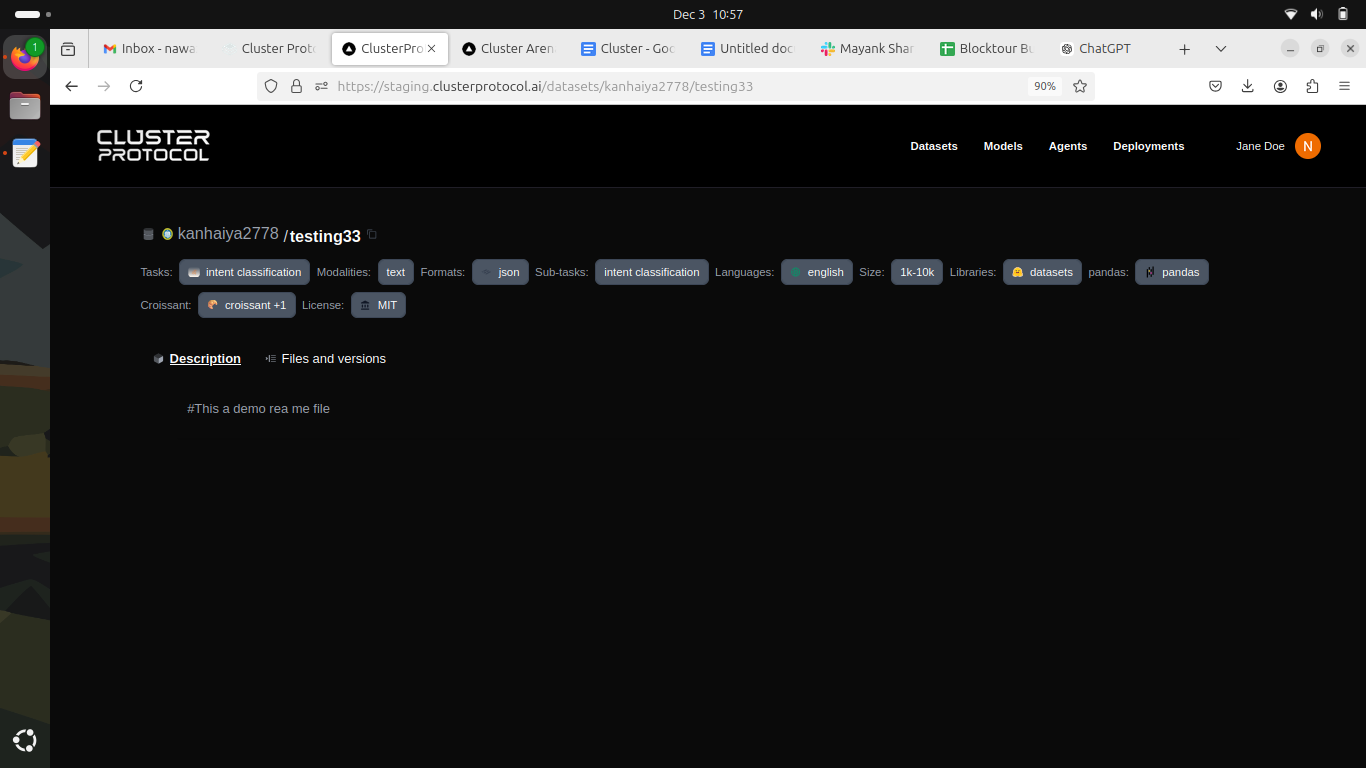 Dec 3 10:57
1
Inbox - nawa
Cluster Proto
ClusterPro
Cluster Aren
Cluster - Goo
Untitled doc
Mayank Shar
Blocktour Bu
ChatGPT
https://staging.clusterprotocol.ai/datasets/kanhaiya2778/testing33
90%
CLUSTER
PROTOCOL
Datasets Models Agents Deployments Jane Doe N
kanhaiya2778 /testing33
Tasks: intent classification Modalities: text Formats: json Sub-tasks: intent classification Languages: english Size: 1k-10k Libraries: datasets pandas: pandas
Croissant: croissant +1 License: MIT
Description Files and versions
#This a demo rea me file